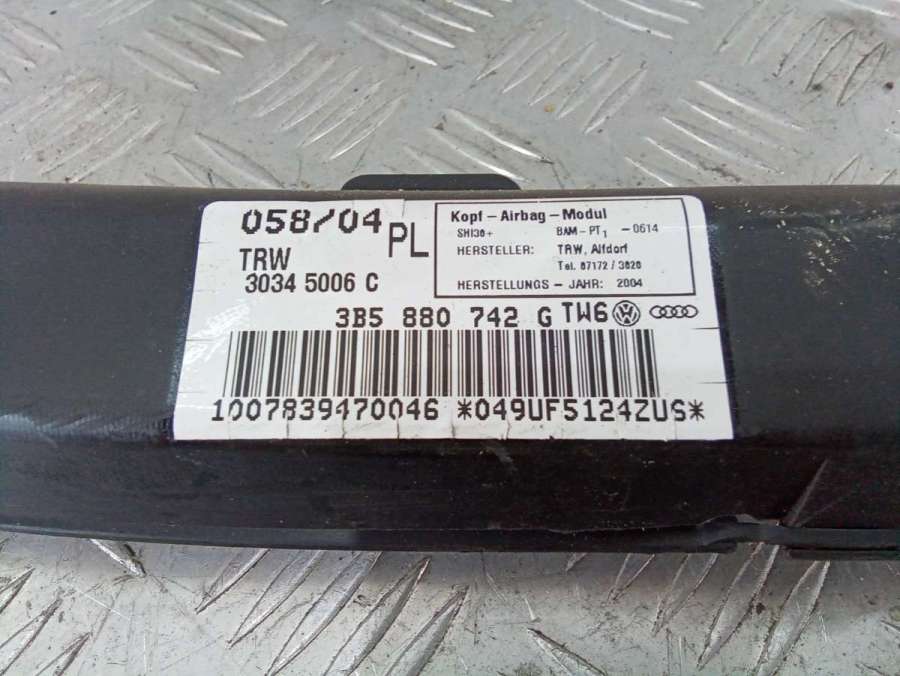 058/04
PL
TRW
3034 5006 C
Kopf-Airbag-Modul
SHI30+ BAM-PT1 -0614
HERSTELLER: TRW, Alfdorf
Tel. 07172 / 3020
HERSTELLUNGS - JAHR: 2004
3B5 880 742 G TW6
1007839470046 *049UF5124ZUS*